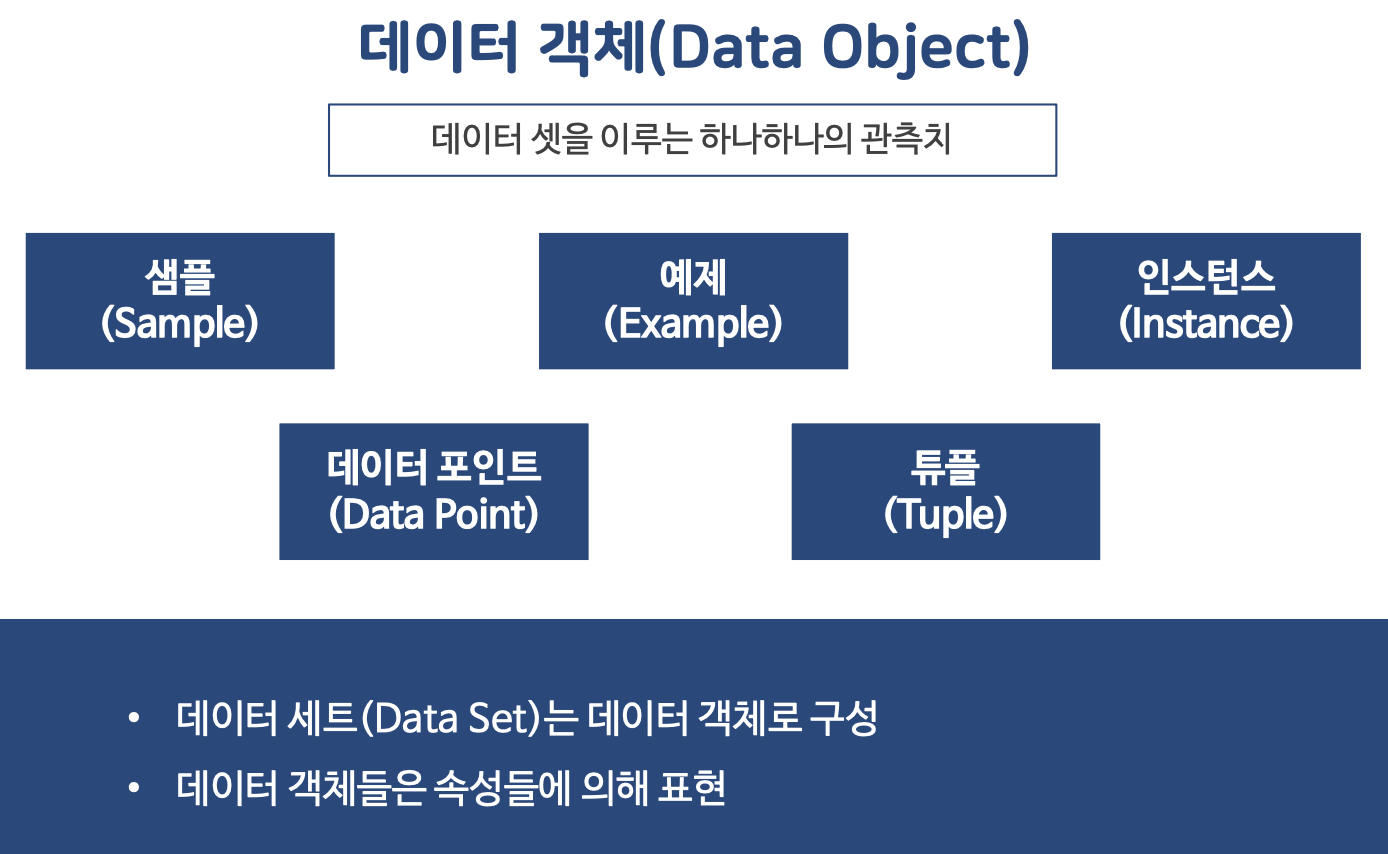 데이터 객체(Data Object)
데이터 셋을 이루는 하나하나의 관측치
샘플
(Sample)
예제
(Example)
인스턴스
(Instance)
데이터 포인트
(Data Point)
튜플
(Tuple)
• 데이터 세트(Data Set)는 데이터 객체로 구성
• 데이터 객체들은 속성들에 의해 표현